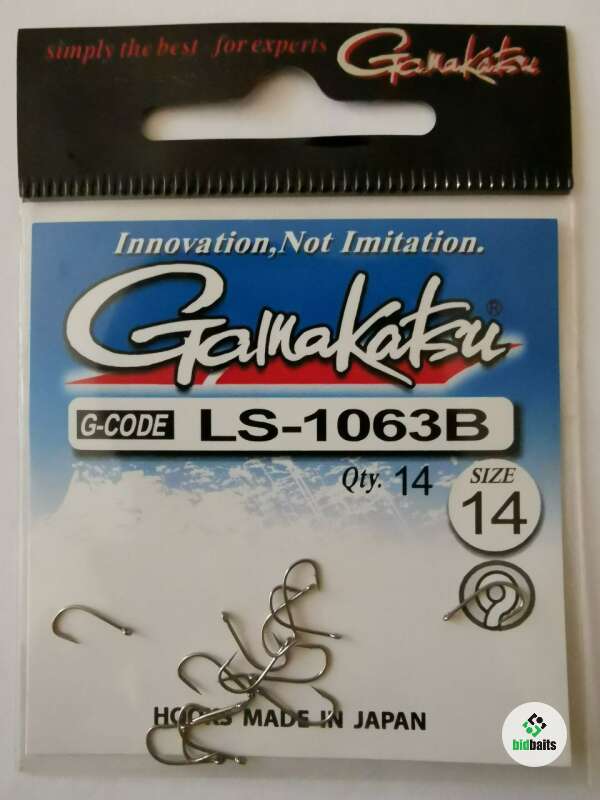 simply the best for experts Gamakatsu
Innovation,Not Imitation.
Gamakatsu®
G-CODE LS-1063B
Qty. 14
SIZE
14
HOOKS MADE IN JAPAN
bidbaits